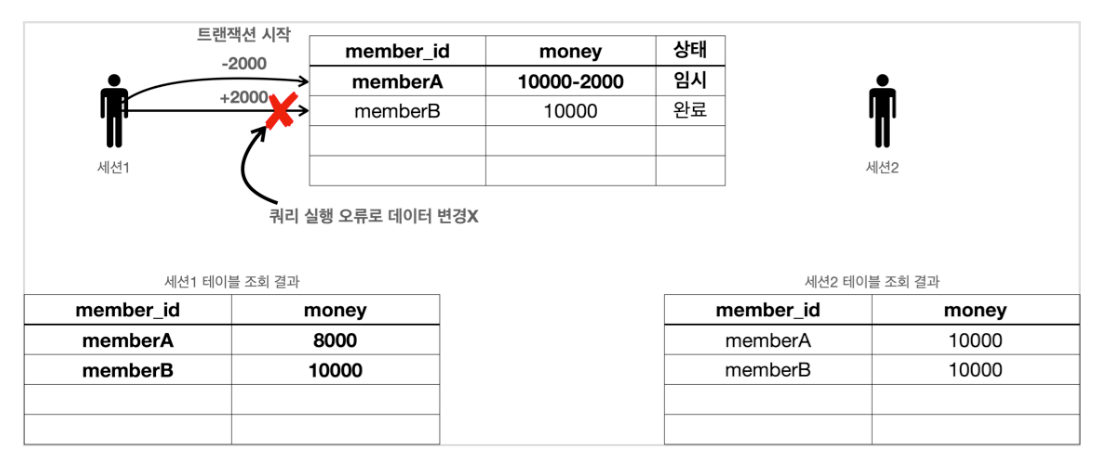 트랜잭션 시작
-2000
+2000
member_id money 상태
memberA 10000-2000 임시
memberB 10000 완료
세션1
세션2
쿼리 실행 오류로 데이터 변경X
세션1 테이블 조회 결과
member_id money
memberA 8000
memberB 10000
세션2 테이블 조회 결과
member_id money
memberA 10000
memberB 10000